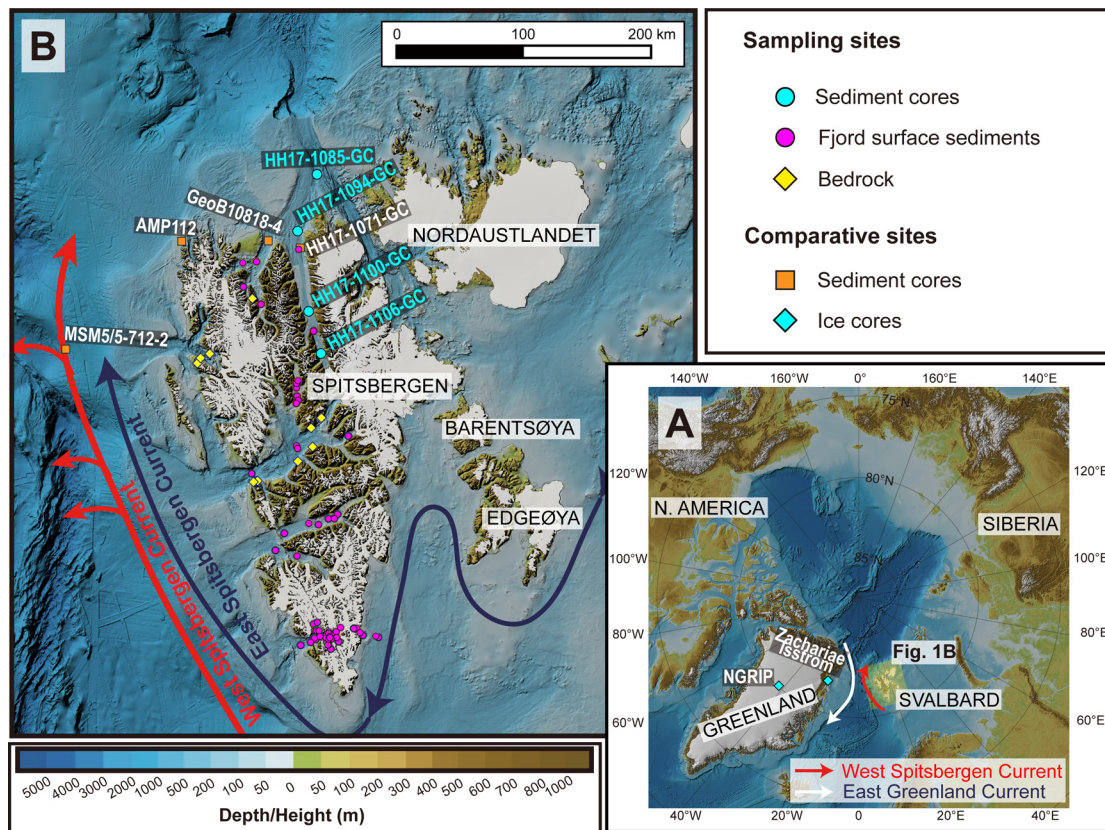 B
0
100
200 km
HH17-1085-GC
HH17-1094-GC
GeoB10818-4
AMP112
HH17-1071-GC
NORDAUSTLANDET
HH17-1100-GC
HH17-1106-GC
MSM5/5-712-2
SPITSBERGEN
BARENTSØYA
EDGEØYA
East Spitsbergen Current
West Spitsbergen Current
5000
4000
3000
2000
1000
500
200
100
50
0
50
100
200
300
400
500
600
700
800
1000
Depth/Height (m)
Sampling sites
Sediment cores
Fjord surface sediments
Bedrock
Comparative sites
Sediment cores
Ice cores
A
140°W
160°W
0°
160°E
140°E
75°N
80°N
85°N
120°W
100°W
80°W
60°W
120°E
100°E
80°E
60°E
N. AMERICA
SIBERIA
Zachariae
Isstrom
Fig. 1B
NGRIP
SVALBARD
GREENLAND
West Spitsbergen Current
East Greenland Current
40°W
20°W
0°
20°E
40°E